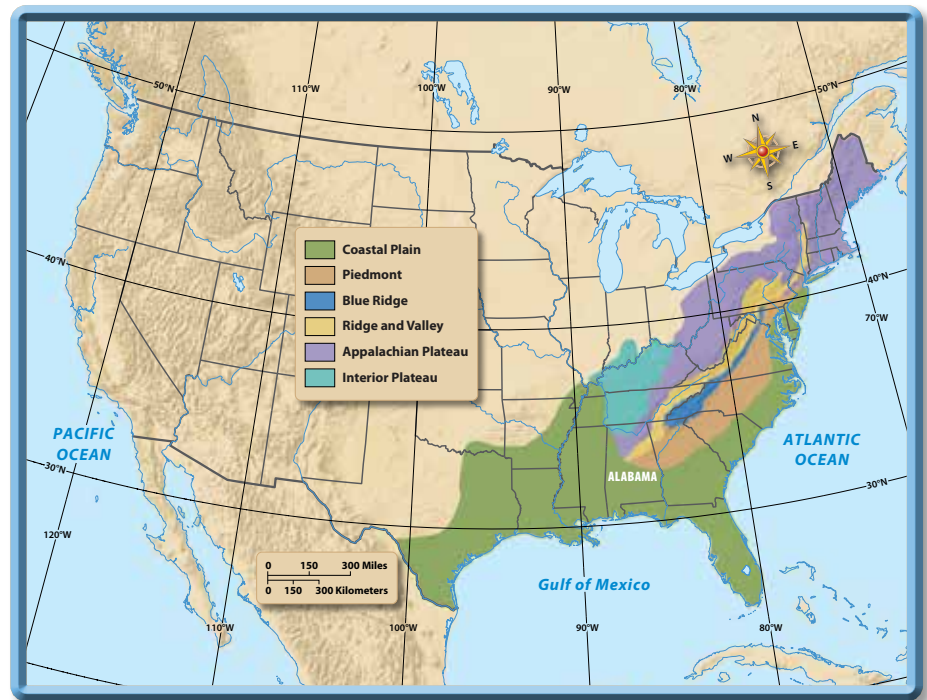 50°N
110°W
100°W
90°W
80°W
50°N
N
W
E
S
Coastal Plain
Piedmont
Blue Ridge
Ridge and Valley
Appalachian Plateau
Interior Plateau
40°N
40°N
70°W
PACIFIC
OCEAN
ATLANTIC
OCEAN
30°N
ALABAMA
30°N
120°W
0 150 300 Miles
0 150 300 Kilometers
Gulf of Mexico
110°W
100°W
90°W
80°W